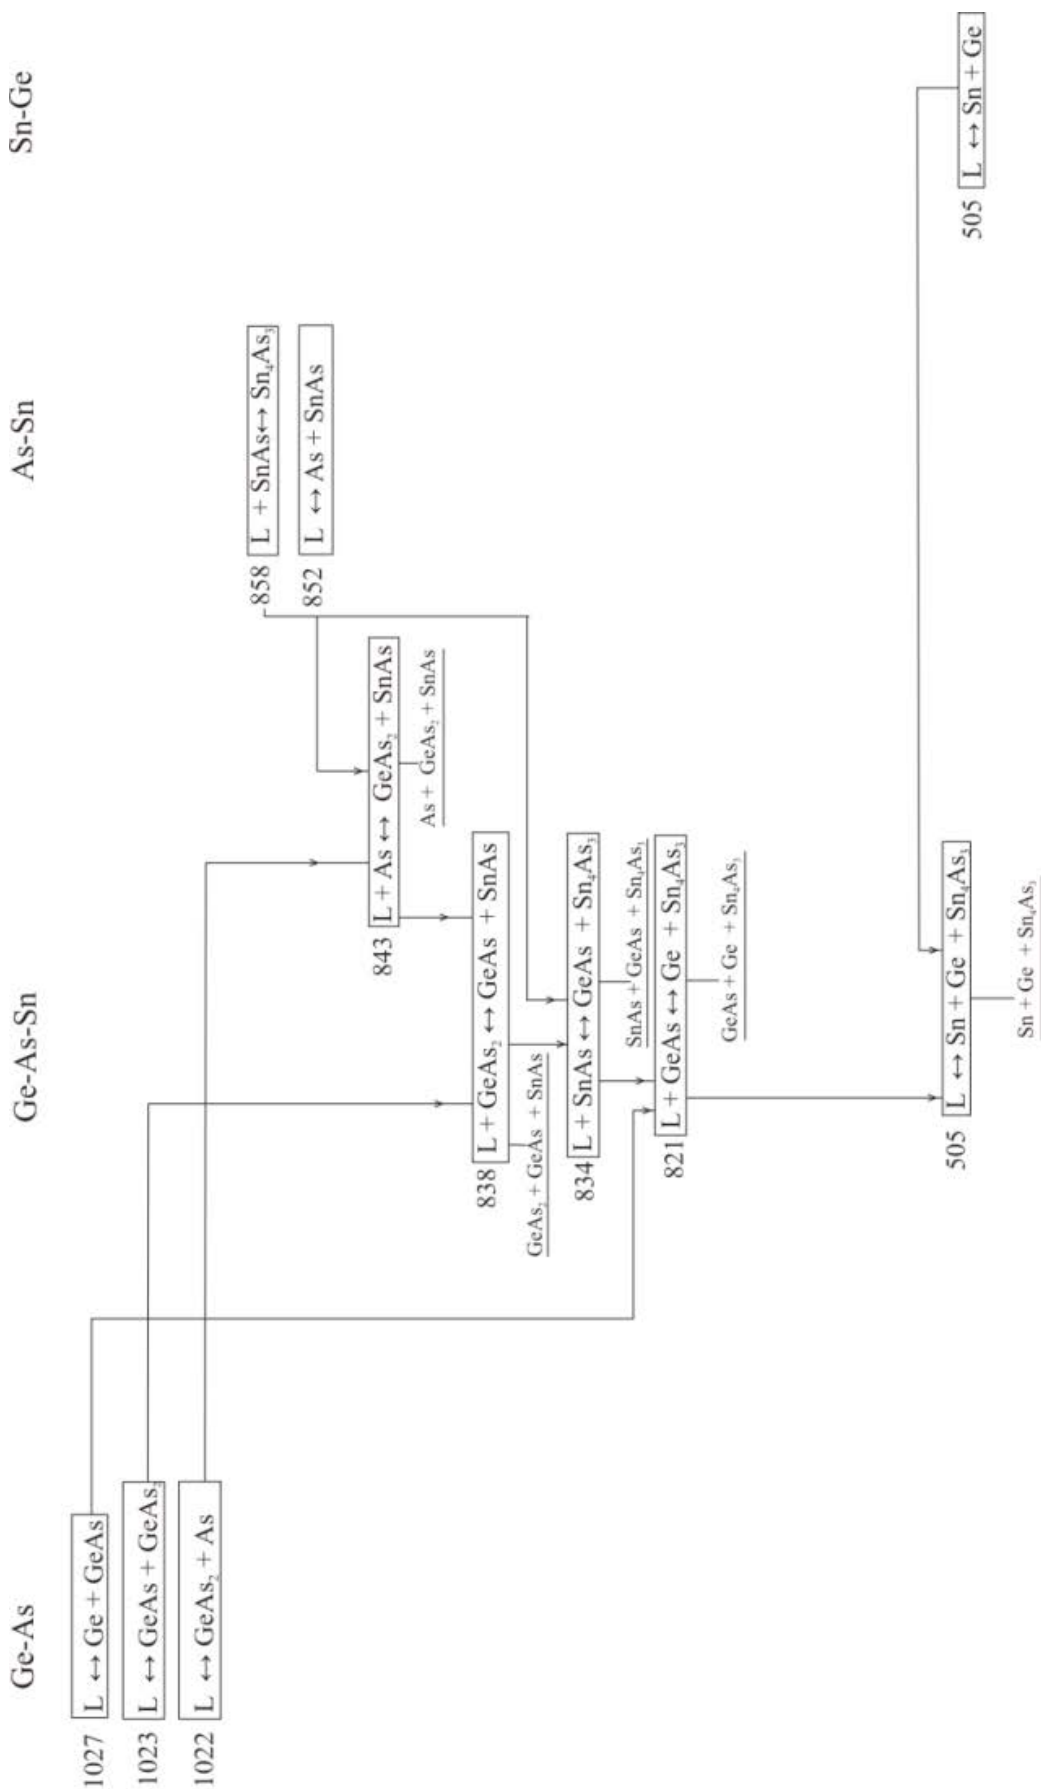 Ge-As
Ge-As-Sn
As-Sn
Sn-Ge
1027 L ↔ Ge + GeAs
1023 L ↔ GeAs + GeAs₂
1022 L ↔ GeAs₂ + As
858 L + SnAs↔ Sn₄As₃
852 L ↔ As + SnAs
843 L + As ↔ GeAs₂ + SnAs
As + GeAs₂ + SnAs
838 L + GeAs₂ ↔ GeAs + SnAs
GeAs₂ + GeAs + SnAs
834 L + SnAs ↔ GeAs + Sn₄As₃
SnAs + GeAs + Sn₄As₃
821 L + GeAs ↔ Ge + Sn₄As₃
GeAs + Ge + Sn₄As₃
505 L ↔ Sn + Ge + Sn₄As₃
Sn + Ge + Sn₄As₃
505 L ↔ Sn + Ge